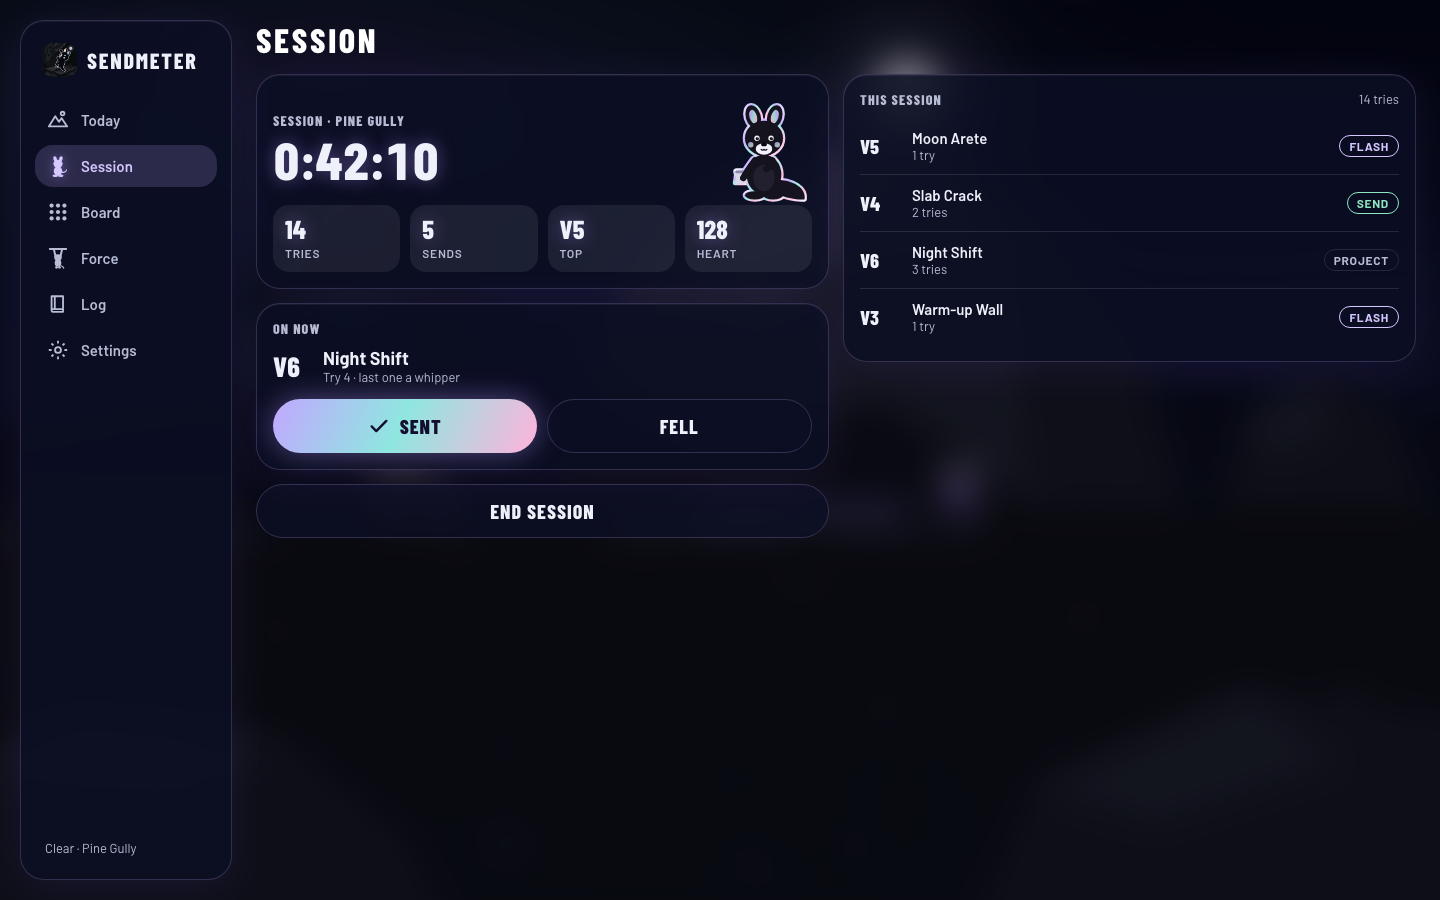 SENDMETER
Today
Session
Board
Force
Log
Settings
Clear · Pine Gully
SESSION
SESSION · PINE GULLY
0:42:10
14
TRIES
5
SENDS
V5
TOP
128
HEART
ON NOW
V6
Night Shift
Try 4 · last one a whipper
SENT
FELL
END SESSION
THIS SESSION
14 tries
V5
Moon Arete
1 try
FLASH
V4
Slab Crack
2 tries
SEND
V6
Night Shift
3 tries
PROJECT
V3
Warm-up Wall
1 try
FLASH